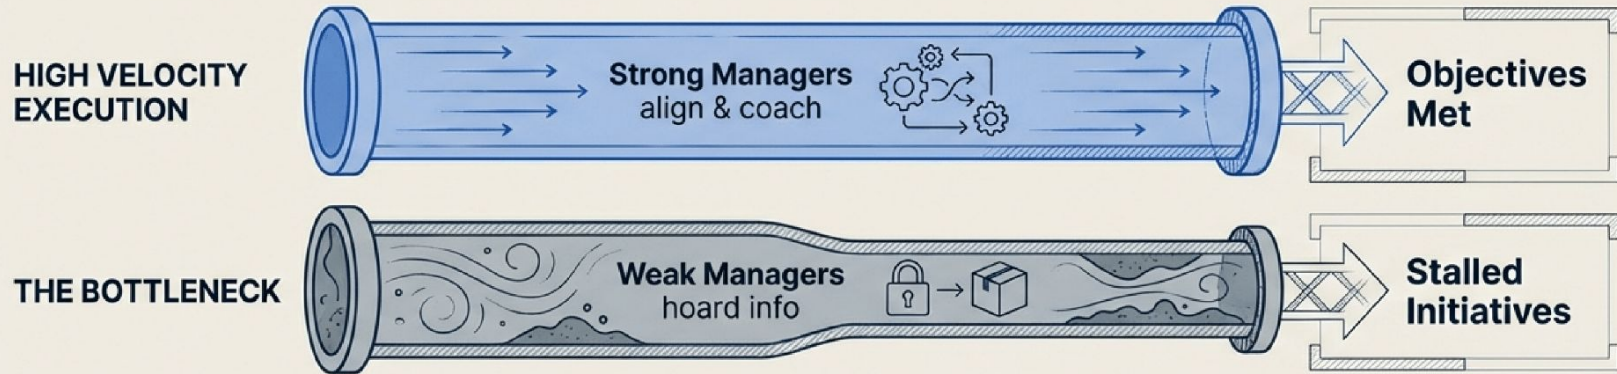 HIGH VELOCITY
EXECUTION
Strong Managers
align & coach
Objectives
Met
THE BOTTLENECK
Weak Managers
hoard info
Stalled
Initiatives